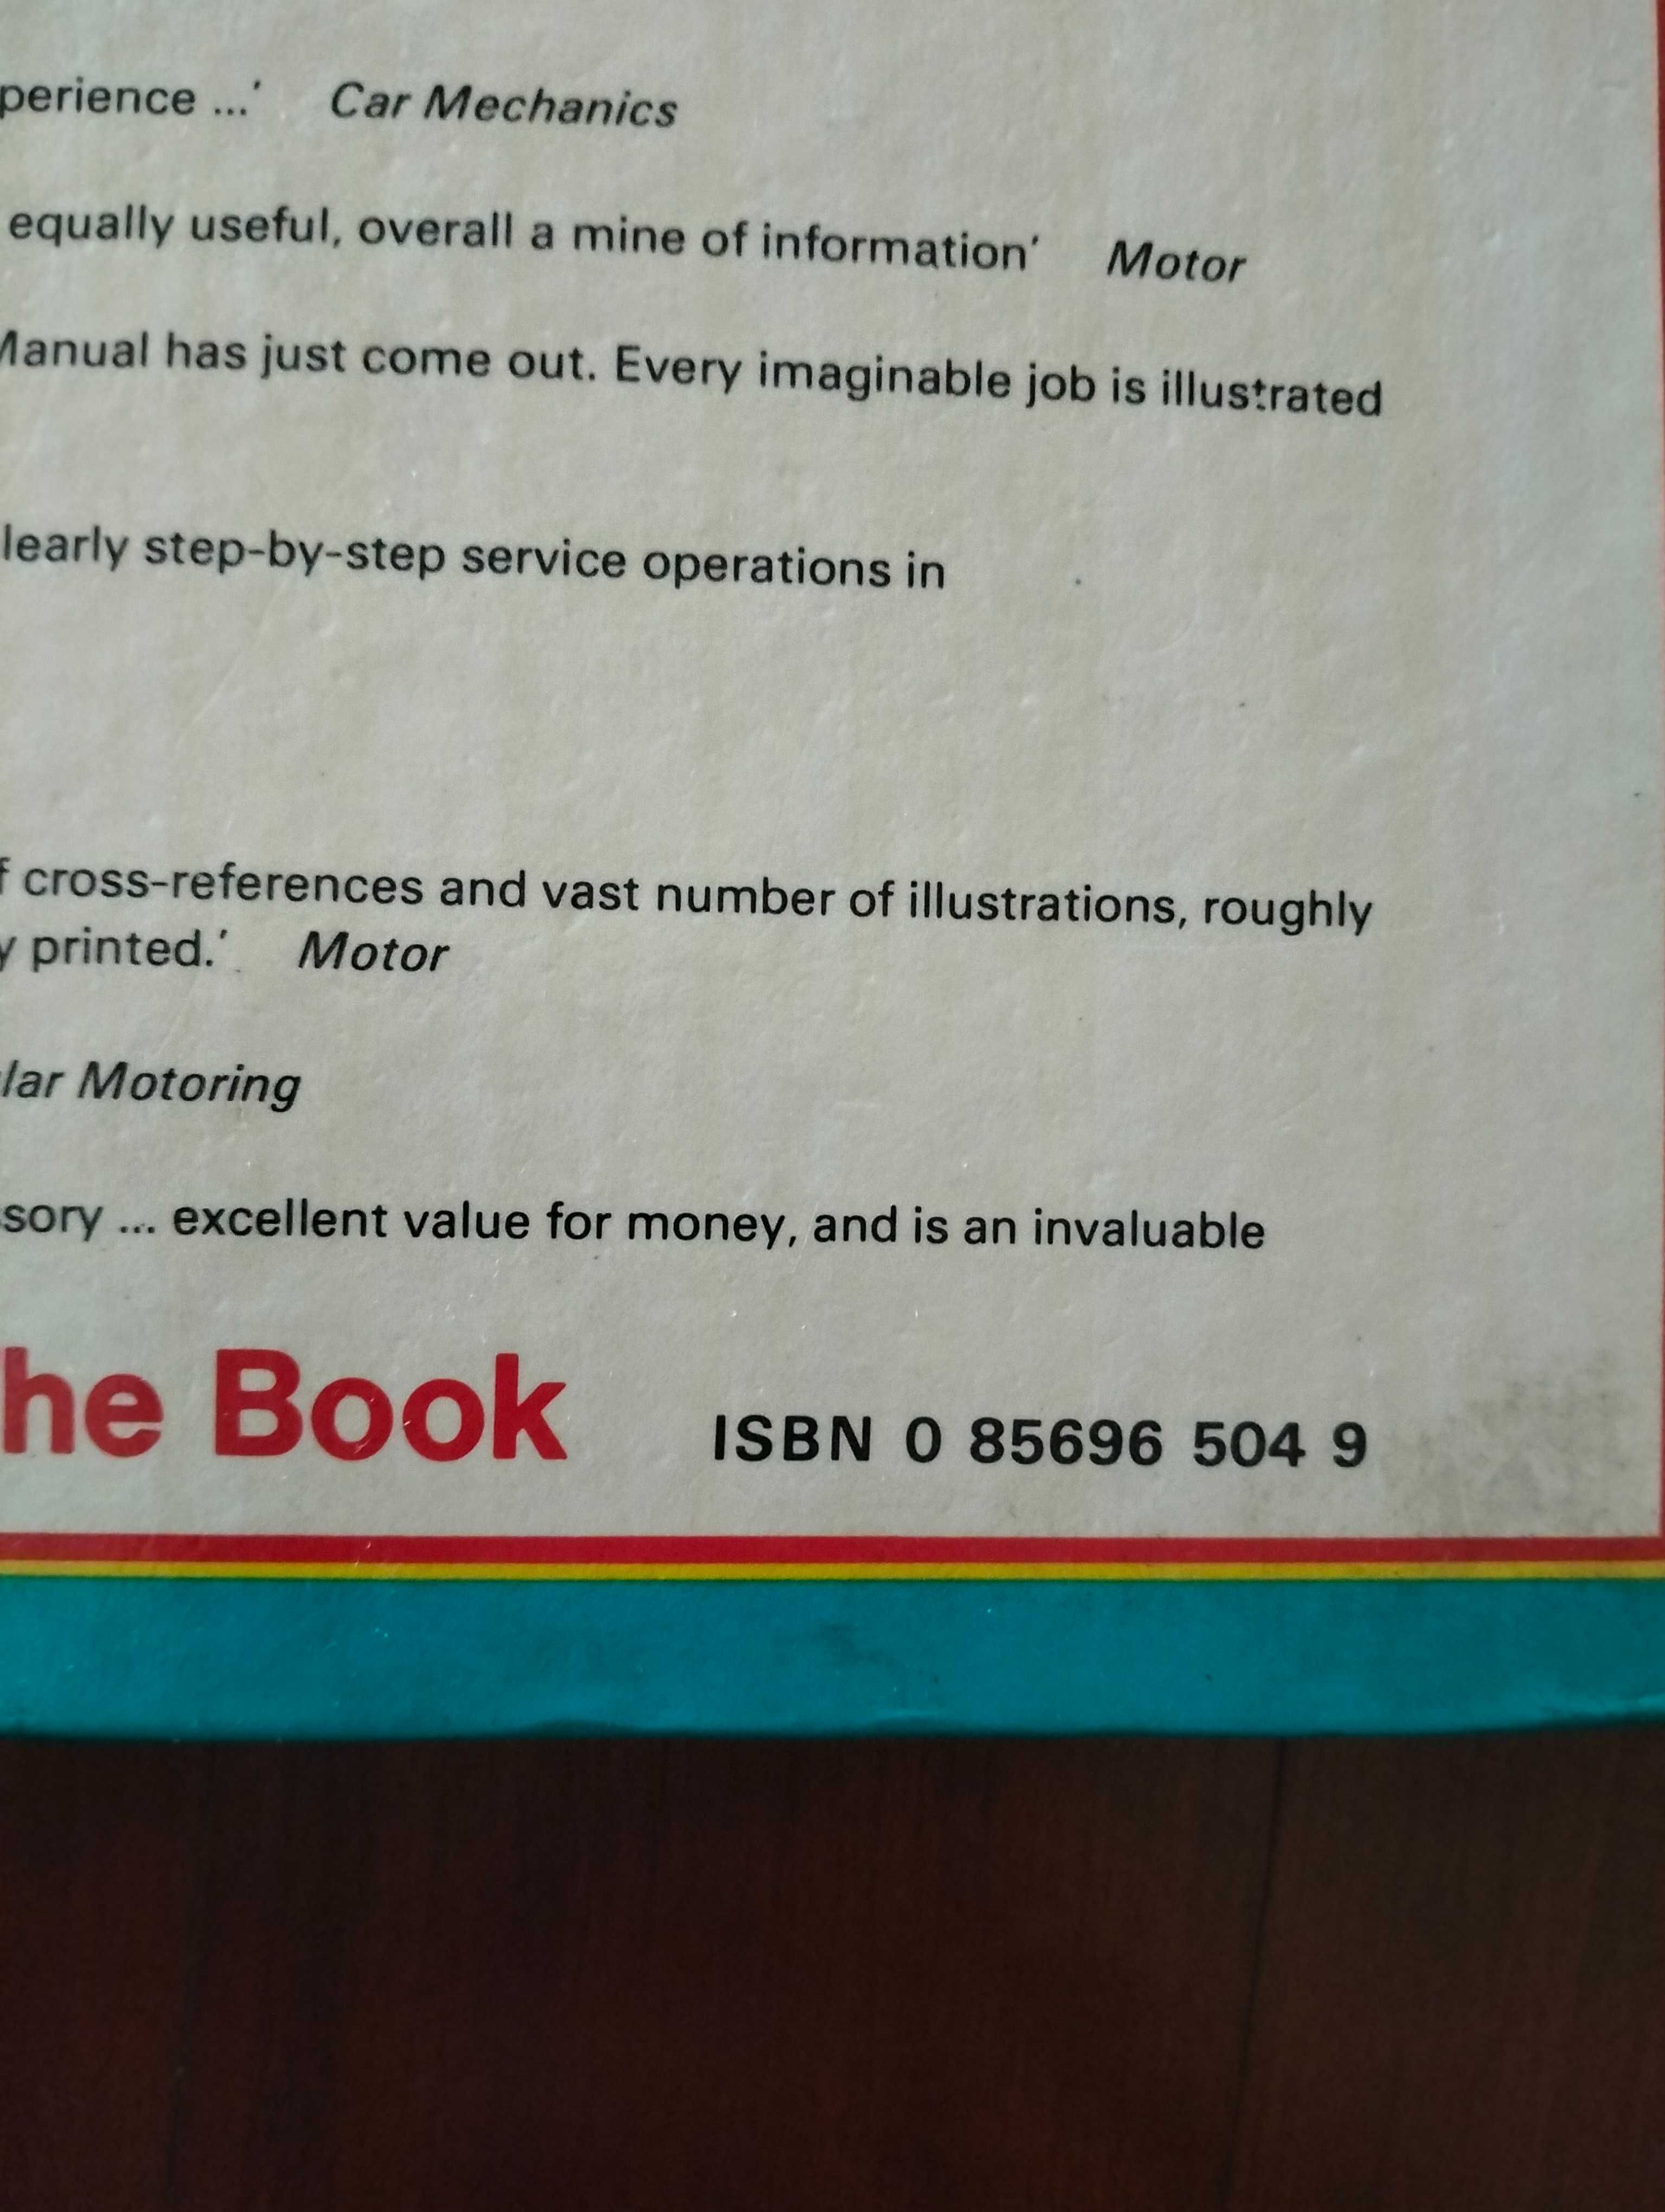 perience ...' Car Mechanics
equally useful, overall a mine of information' Motor
Manual has just come out. Every imaginable job is illustrated
learly step-by-step service operations in
f cross-references and vast number of illustrations, roughly
y printed.' Motor
lar Motoring
sory ... excellent value for money, and is an invaluable
he Book ISBN 0 85696 504 9